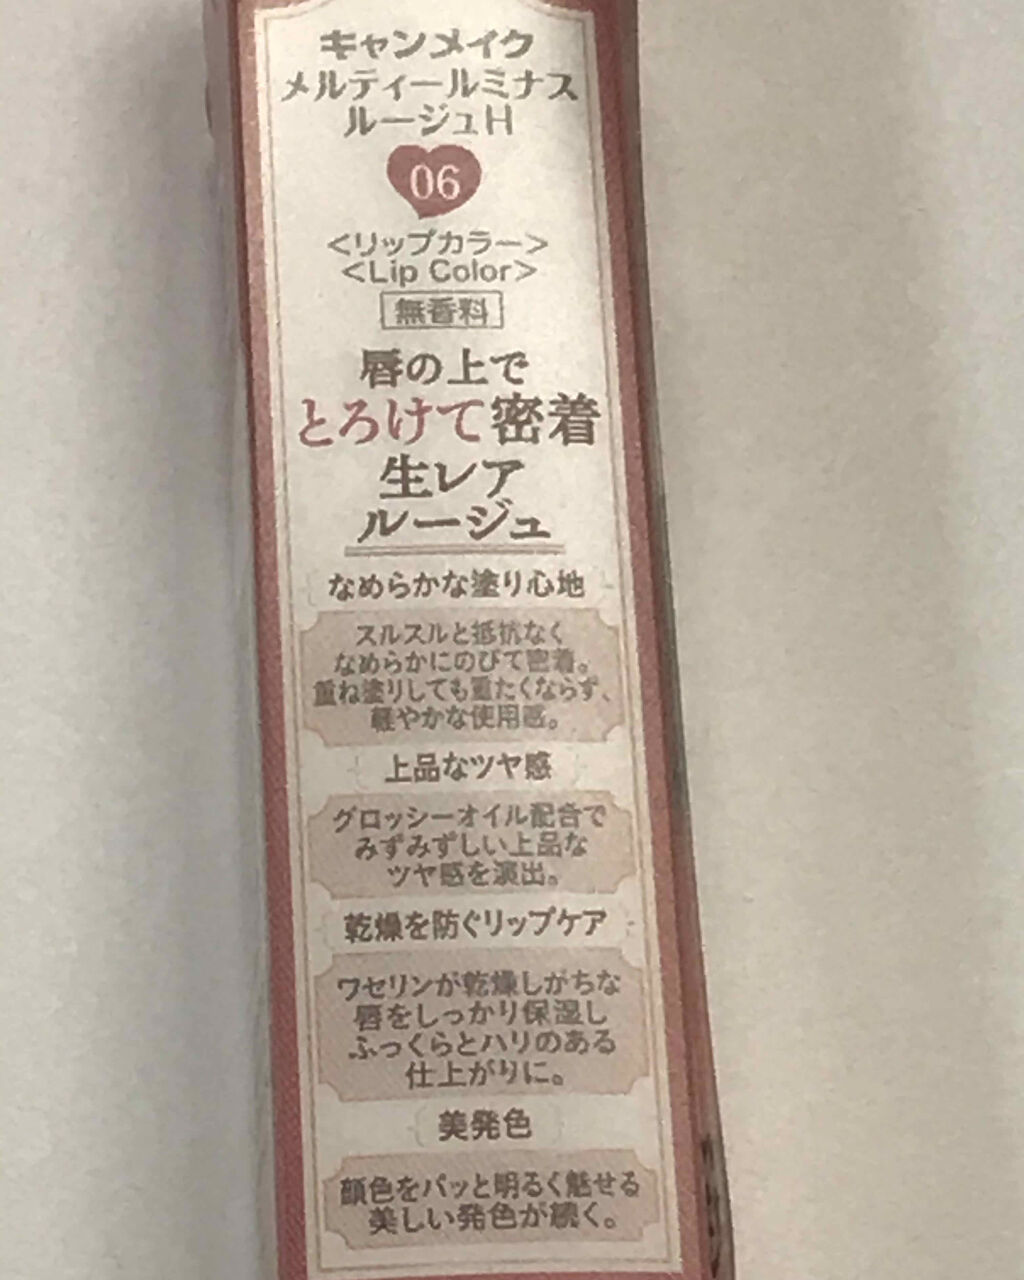 キャンメイク
メルティールミナス
ルージュH
06
<リップカラー>
<Lip Color>
無香料
唇の上で
とろけて密着
生レア
ルージュ
なめらかな塗り心地
スルスルと抵抗なく
なめらかにのびて密着。
重ね塗りしても重たくならず、
軽やかな使用感。
上品なツヤ感
グロッシーオイル配合で
みずみずしい上品な
ツヤ感を演出。
乾燥を防ぐリップケア
ワセリンが乾燥しがちな
唇をしっかり保湿し
ふっくらとハリのある
仕上がりに。
美発色
顔色をパッと明るく魅せる
美しい発色が続く。